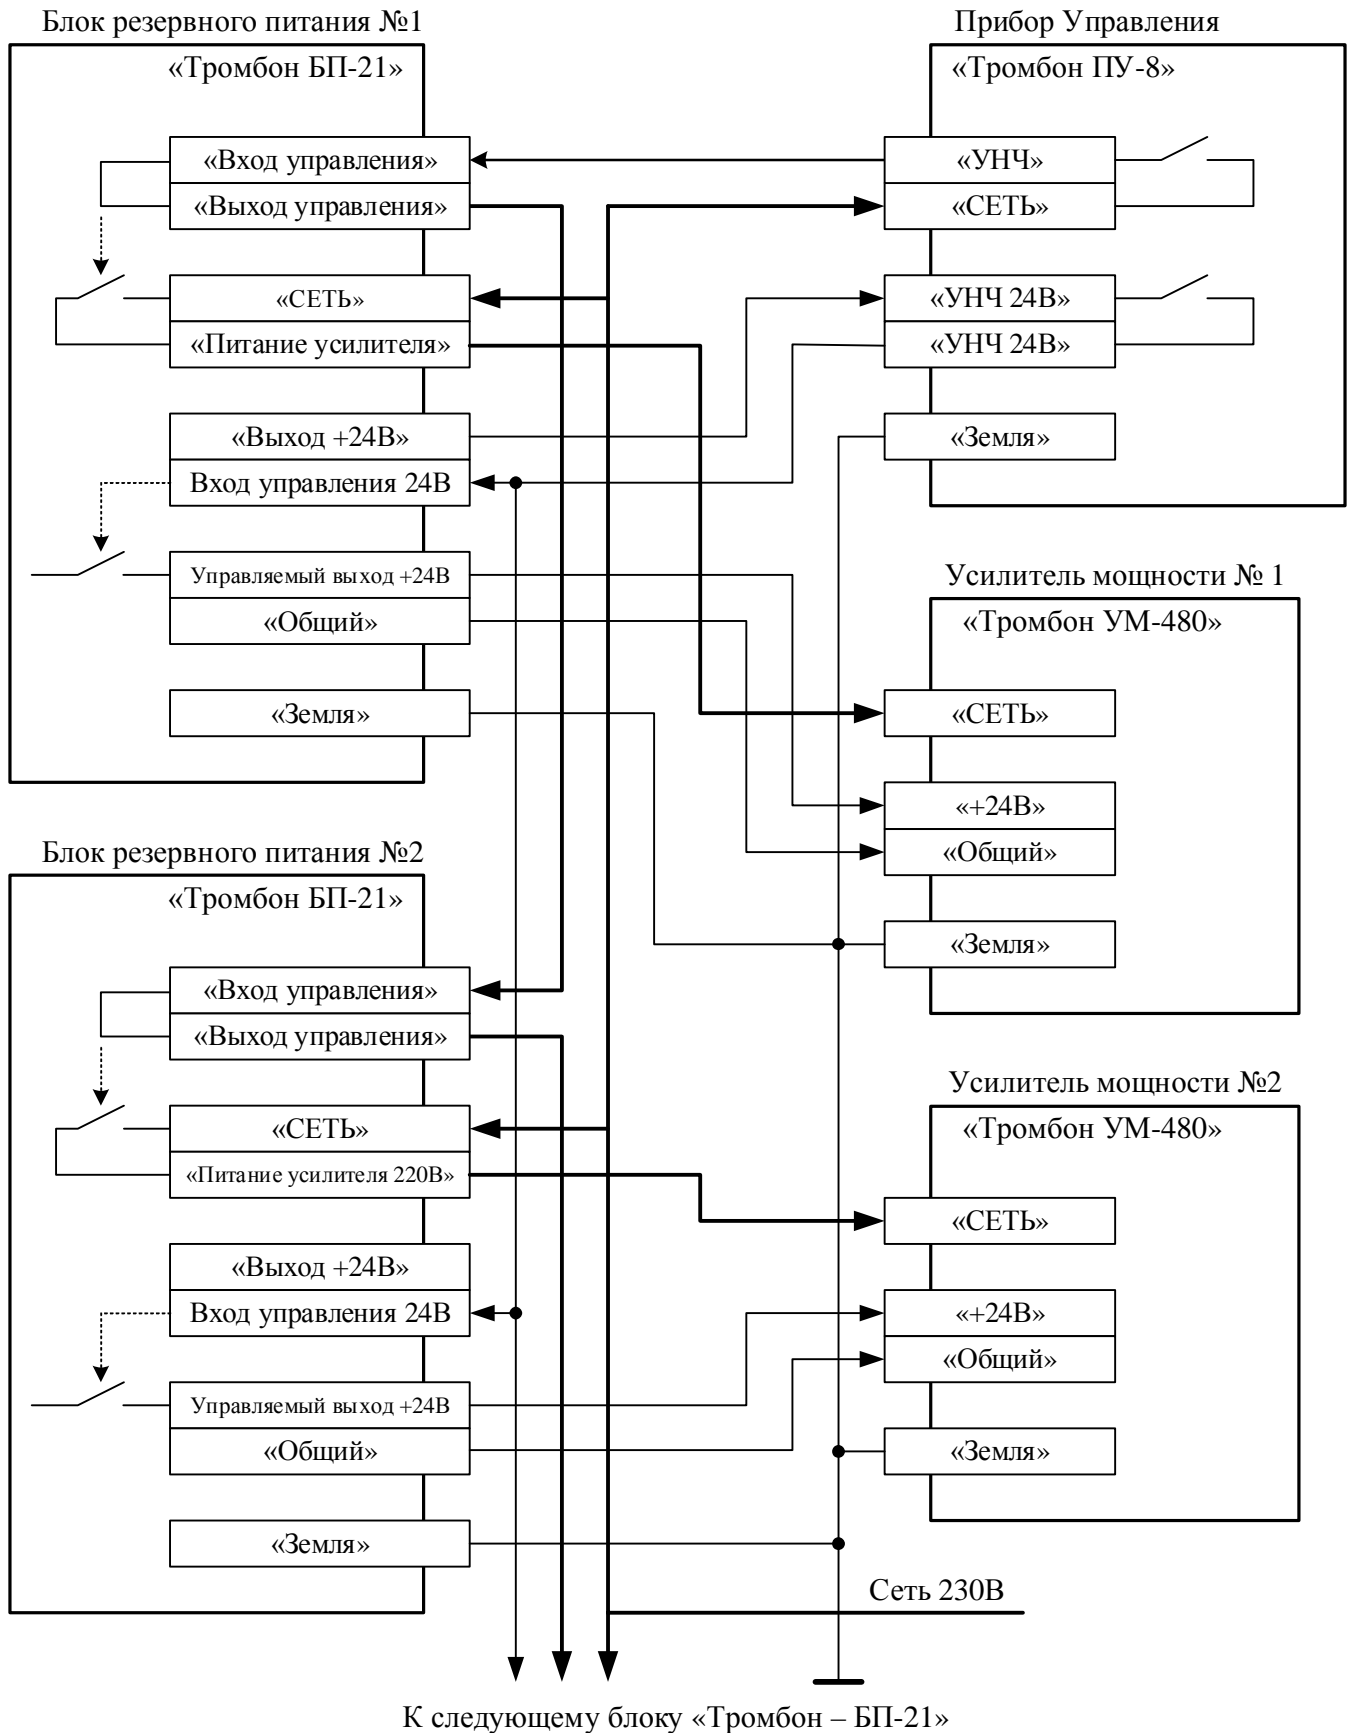 Блок резервного питания №1
«Тромбон БП-21»
«Вход управления»
«Выход управления»
«СЕТЬ»
«Питание усилителя»
«Выход +24В»
Вход управления 24В
Управляемый выход +24В
«Общий»
«Земля»
Прибор Управления
«Тромбон ПУ-8»
«УНЧ»
«СЕТЬ»
«УНЧ 24В»
«УНЧ 24В»
«Земля»
Усилитель мощности № 1
«Тромбон УМ-480»
«СЕТЬ»
«+24В»
«Общий»
«Земля»
Блок резервного питания №2
«Тромбон БП-21»
«Вход управления»
«Выход управления»
«СЕТЬ»
«Питание усилителя 220В»
«Выход +24В»
Вход управления 24В
Управляемый выход +24В
«Общий»
«Земля»
Усилитель мощности №2
«Тромбон УМ-480»
«СЕТЬ»
«+24В»
«Общий»
«Земля»
Сеть 230В
К следующему блоку «Тромбон – БП-21»